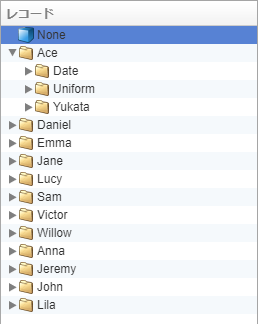 レコード
None
Ace
Date
Uniform
Yukata
Daniel
Emma
Jane
Lucy
Sam
Victor
Willow
Anna
Jeremy
John
Lila